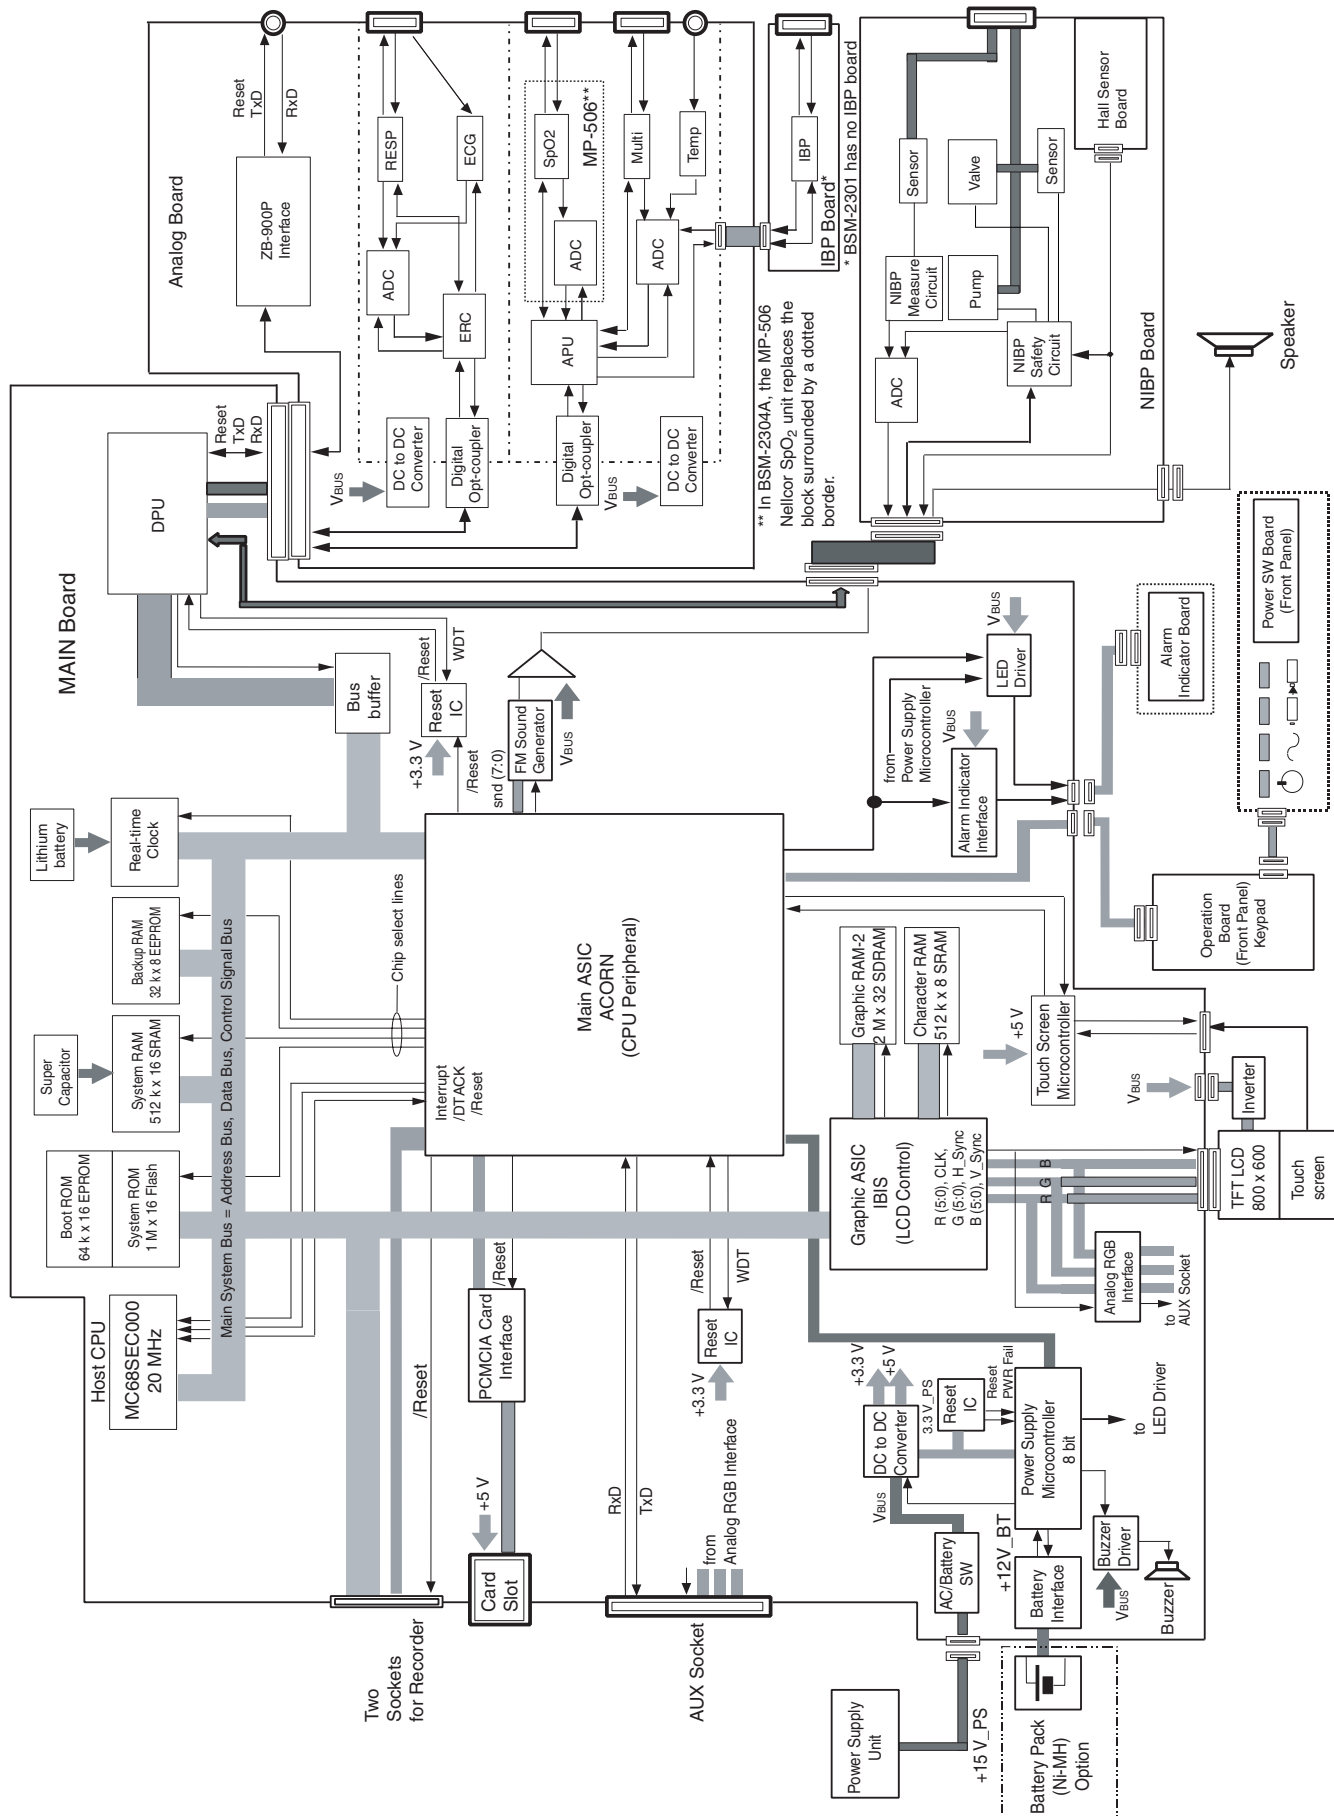 Analog Board
Reset
TxD
RxD
ZB-900P
Interface
RESP
ECG
ADC
ERC
VBUS
DC to DC
Converter
Digital
Opt-coupler
SpO2
MP-506**
Multi
Temp
ADC
ADC
APU
Digital
Opt-coupler
VBUS
DC to DC
Converter
IBP
IBP Board*
* BSM-2301 has no IBP board
** In BSM-2304A, the MP-506
Nellcor SpO2 unit replaces the
block surrounded by a dotted
border.
Sensor
Valve
Sensor
Hall Sensor
Board
NIBP
Measure
Circuit
Pump
ADC
NIBP
Safety
Circuit
NIBP Board
Speaker
MAIN Board
DPU
Reset
TxD
RxD
Bus
buffer
+3.3 V
Reset
IC
/Reset
WDT
/Reset
snd (7:0)
FM Sound
Generator
VBUS
from
Power Supply
Microcontroller
VBUS
LED
Driver
VBUS
Alarm Indicator
Interface
Alarm
Indicator Board
Power SW Board
(Front Panel)
Operation
Board
(Front Panel)
Keypad
Lithium
battery
Real-time
Clock
Backup RAM
32 k x 8 EEPROM
Super
Capacitor
System RAM
512 k x 16 SRAM
Boot ROM
64 k x 16 EPROM
System ROM
1 M x 16 Flash
Host CPU
MC68SEC000
20 MHz
Main System Bus = Address Bus, Data Bus, Control Signal Bus
Chip select lines
Interrupt
/DTACK
/Reset
Main ASIC
ACORN
(CPU Peripheral)
Graphic RAM-2
2 M x 32 SDRAM
Character RAM
512 k x 8 SRAM
Graphic ASIC
IBIS
(LCD Control)
R (5:0), CLK,
G (5:0), H_Sync
B (5:0), V_Sync
+5 V
Touch Screen
Microcontroller
VBUS
Inverter
R G B
TFT LCD
800 x 600
Touch
screen
Analog RGB
Interface
to
AUX Socket
/Reset
/Reset
PCMCIA Card
Interface
+5 V
Card
Slot
Two
Sockets
for Recorder
RxD
TxD
/Reset
WDT
Reset
IC
+3.3 V
from
Analog RGB Interface
AUX Socket
+3.3 V
+5 V
DC to DC
Converter
VBUS
3.3 V_PS
Reset
IC
Reset
PWR Fail
Power Supply
Microcontroller
8 bit
to
LED Driver
AC/Battery
SW
+12V_BT
Battery
Interface
Buzzer
Driver
VBUS
Buzzer
Power Supply
Unit
+15 V_PS
Battery Pack
(Ni-MH)
Option